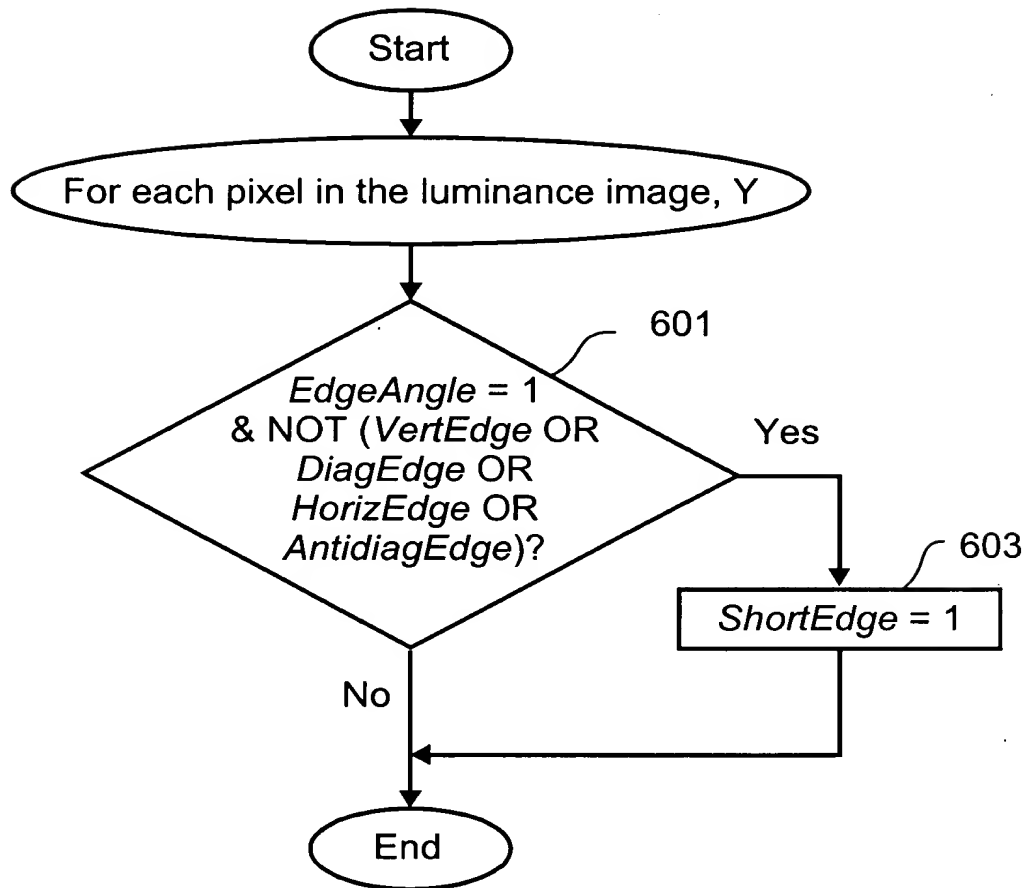 Start
For each pixel in the luminance image, Y
601
EdgeAngle = 1
& NOT (VertEdge OR
DiagEdge OR
HorizEdge OR
AntidiagEdge)?
Yes
603
ShortEdge = 1
No
End